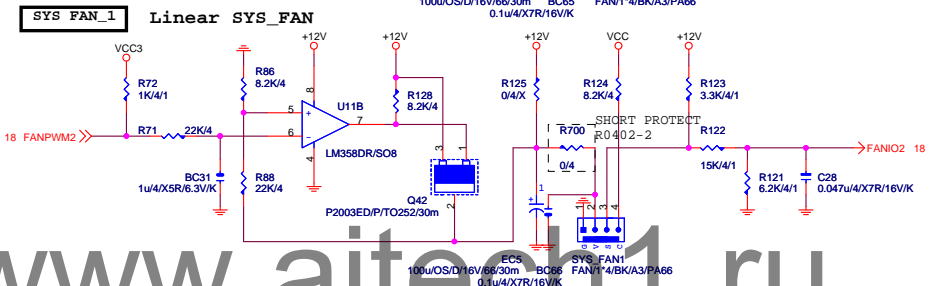 100u/OS/D/16V/66/30m BC65 FAN/1*4/BK/A3/PA66
0.1u/4/X7R/16V/K
SYS FAN_1 Linear SYS_FAN
VCC3
+12V
+12V
+12V
VCC
+12V
R72
1K/4/1
R86
8.2K/4
8
U11B
R128
8.2K/4
R125
0/4/X
R124
8.2K/4
R123
3.3K/4/1
5
+
7
6
-
4
LM358DR/SO8
SHORT PROTECT
R0402-2
R700
0/4
18 FANPWM2
R71 22K/4
R122
15K/4/1
FANIO2 18
BC31
1u/4/X5R/6.3V/K
R88
22K/4
3
1
2
Q42
P2003ED/P/TO252/30m
+
1
1
2
3
4
G
V
S
C
R121
6.2K/4/1
C28
0.047u/4/X7R/16V/K
EC5
100u/OS/D/16V/66/30m BC66
0.1u/4/X7R/16V/K
SYS_FAN1
FAN/1*4/BK/A3/PA66
www.aitech1.ru